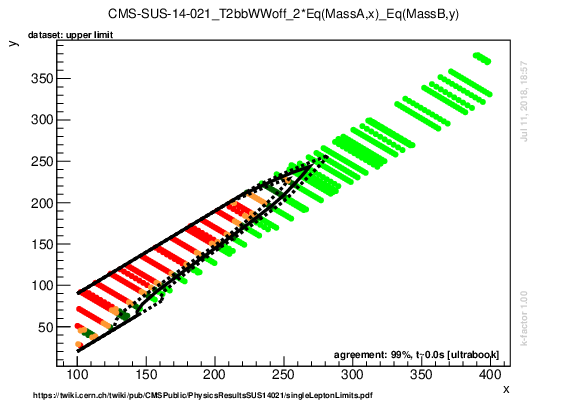 CMS-SUS-14-021_T2bbWWoff_2*Eq(MassA,x)_Eq(MassB,y)
y
dataset: upper limit
350
300
250
200
150
100
50
100 150 200 250 300 350 400
x
agreement: 99%, t~0.0s [ultrabook]
https://twiki.cern.ch/twiki/pub/CMSPublic/PhysicsResultsSUS14021/singleLeptonLimits.pdf
Jul 11, 2018, 18:57
k-factor 1.00